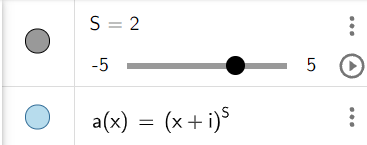 S = 2
-5 5
a(x) = (x + i)^S